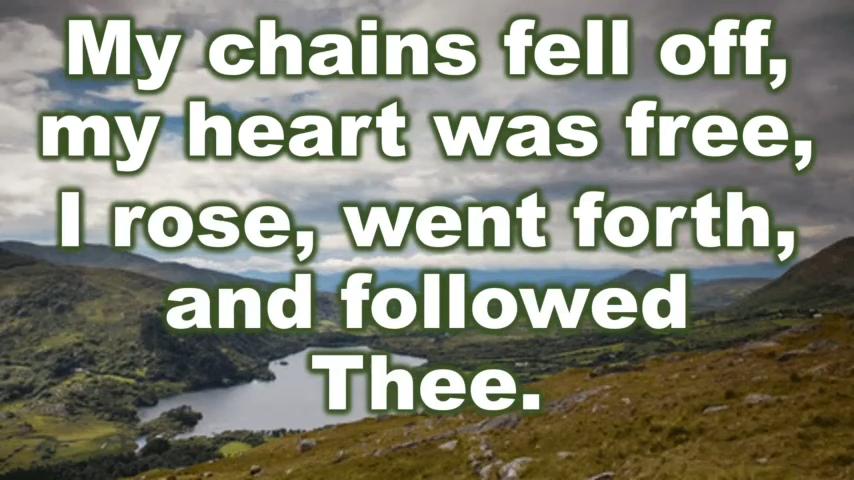 My chains fell off,
my heart was free,
I rose, went forth,
and followed
Thee.